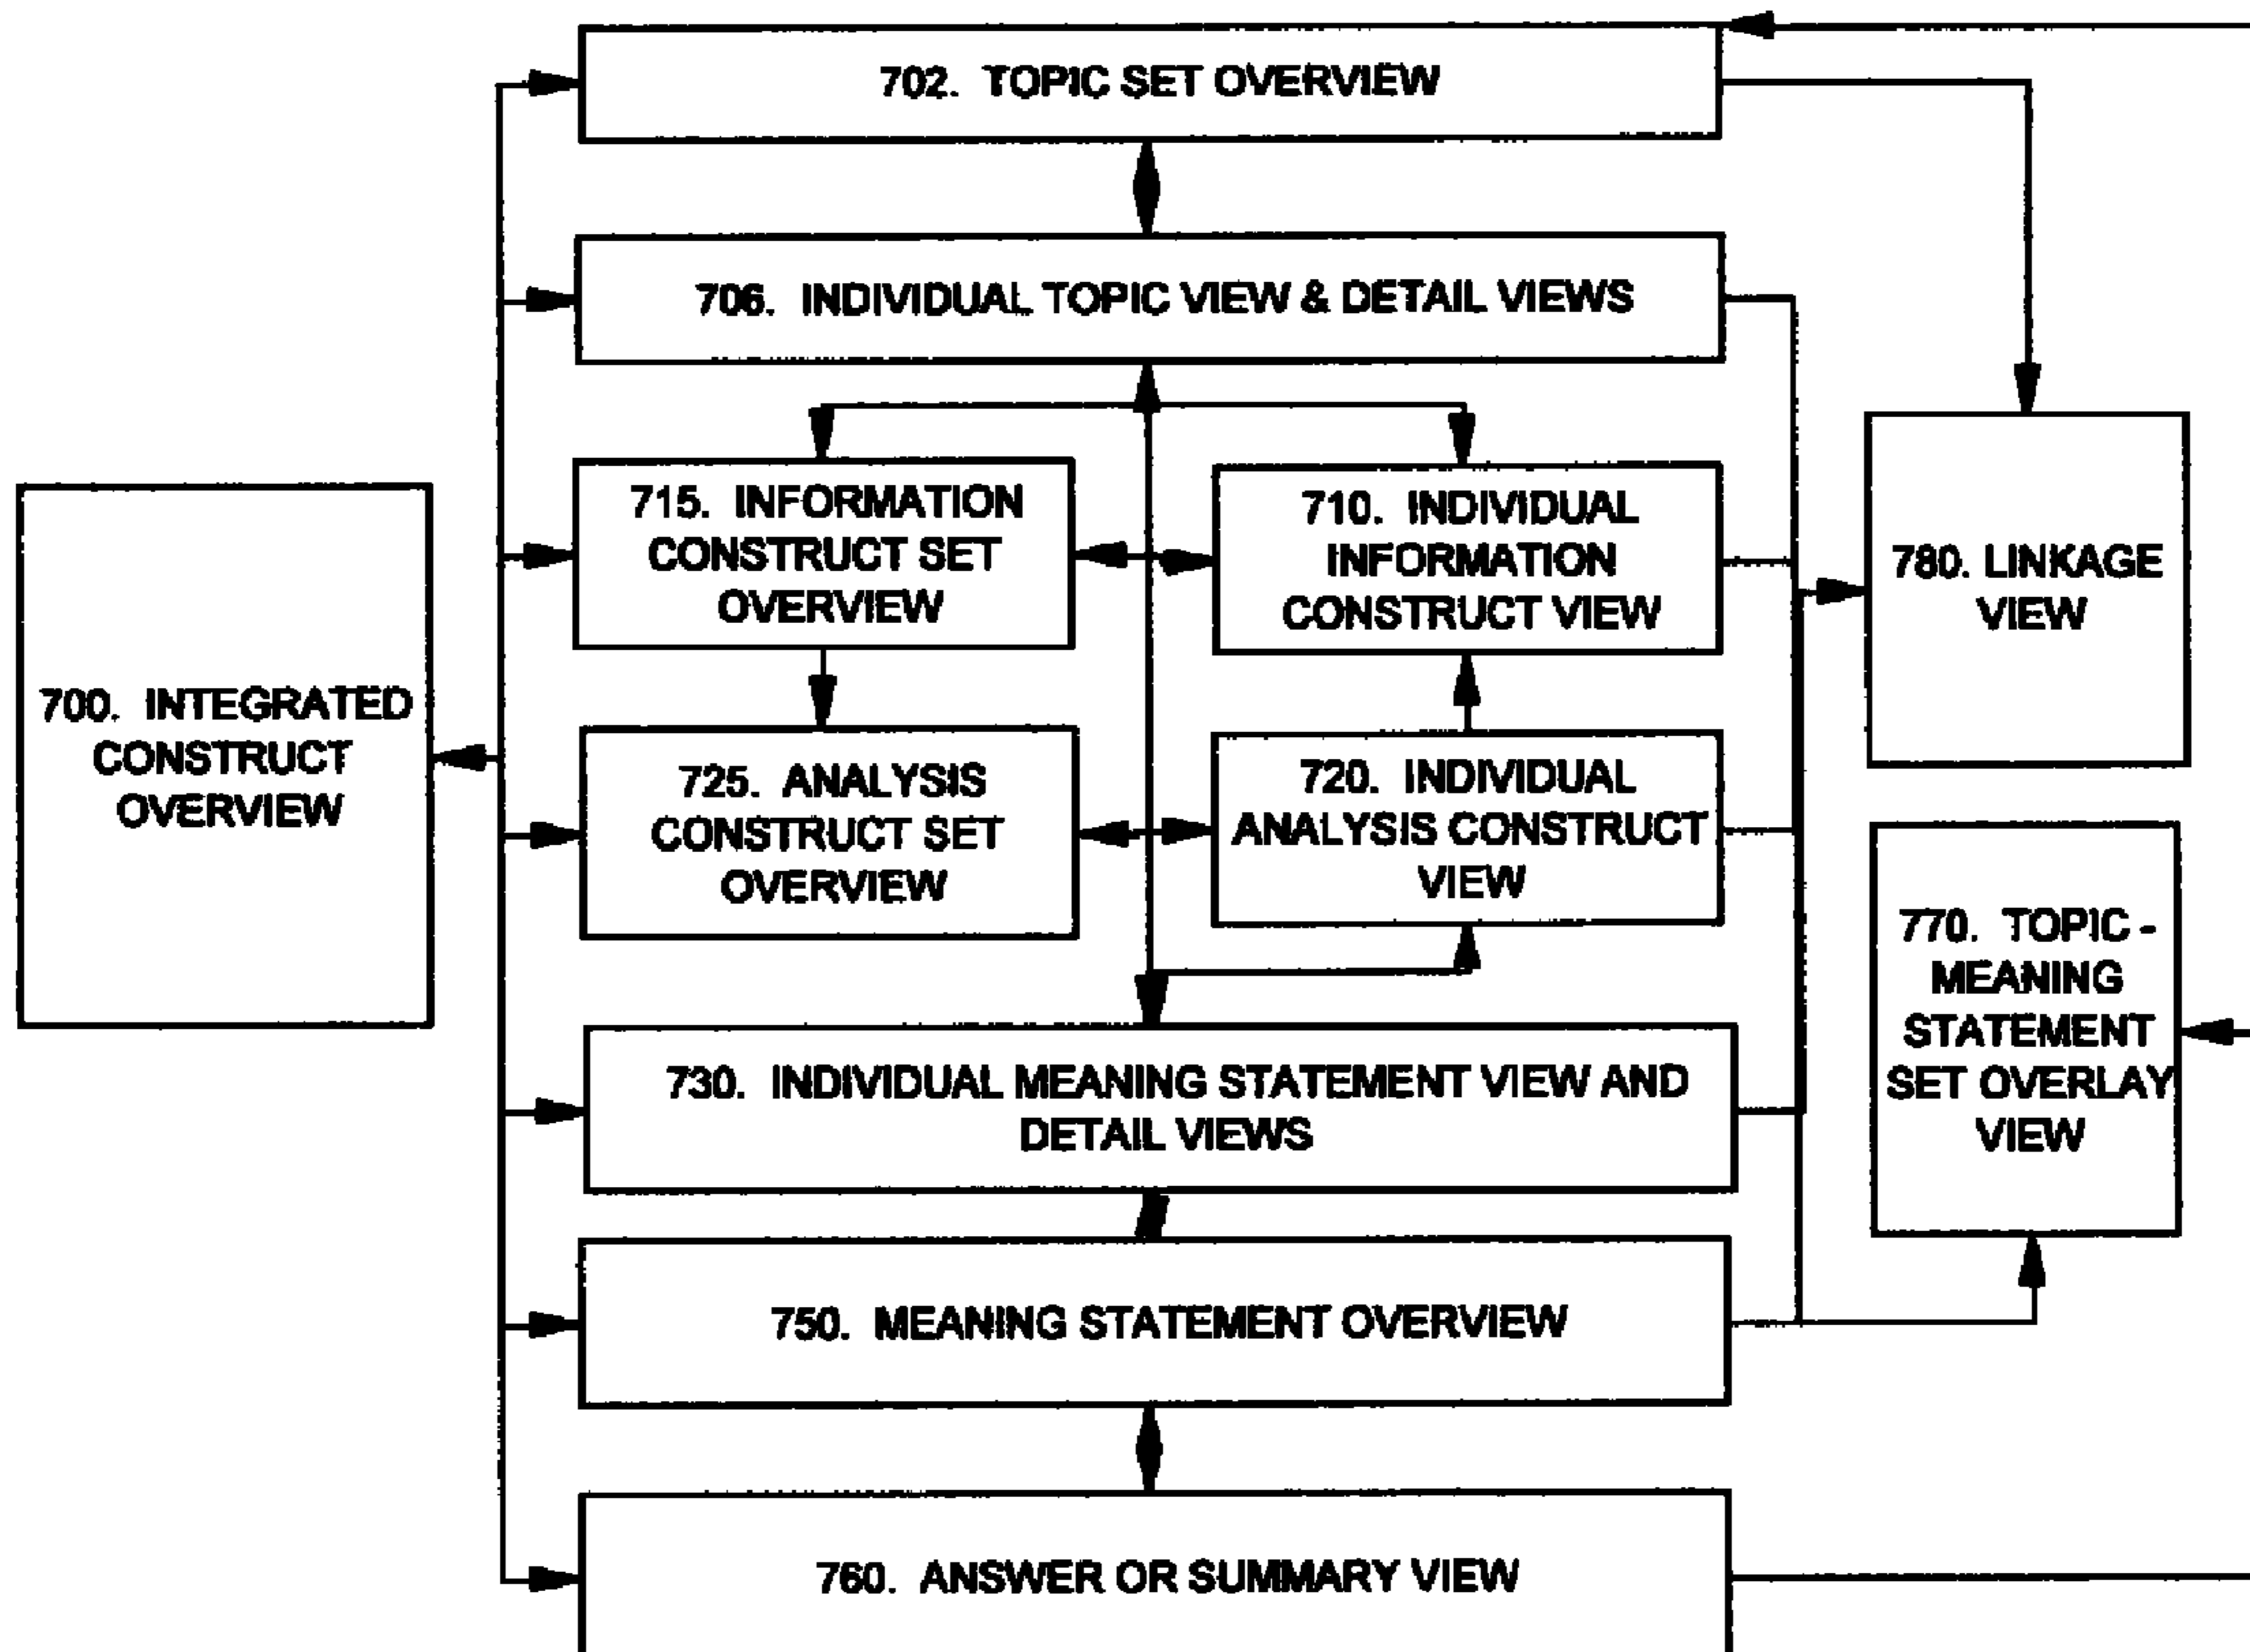 702. TOPIC SET OVERVIEW
706. INDIVIDUAL TOPIC VIEW & DETAIL VIEWS
715. INFORMATION
CONSTRUCT SET
OVERVIEW
710. INDIVIDUAL
INFORMATION
CONSTRUCT VIEW
780. LINKAGE
VIEW
700. INTEGRATED
CONSTRUCT
OVERVIEW
725. ANALYSIS
CONSTRUCT SET
OVERVIEW
720. INDIVIDUAL
ANALYSIS CONSTRUCT
VIEW
770. TOPIC -
MEANING
STATEMENT
SET OVERLAY
VIEW
730. INDIVIDUAL MEANING STATEMENT VIEW AND
DETAIL VIEWS
750. MEANING STATEMENT OVERVIEW
760. ANSWER OR SUMMARY VIEW